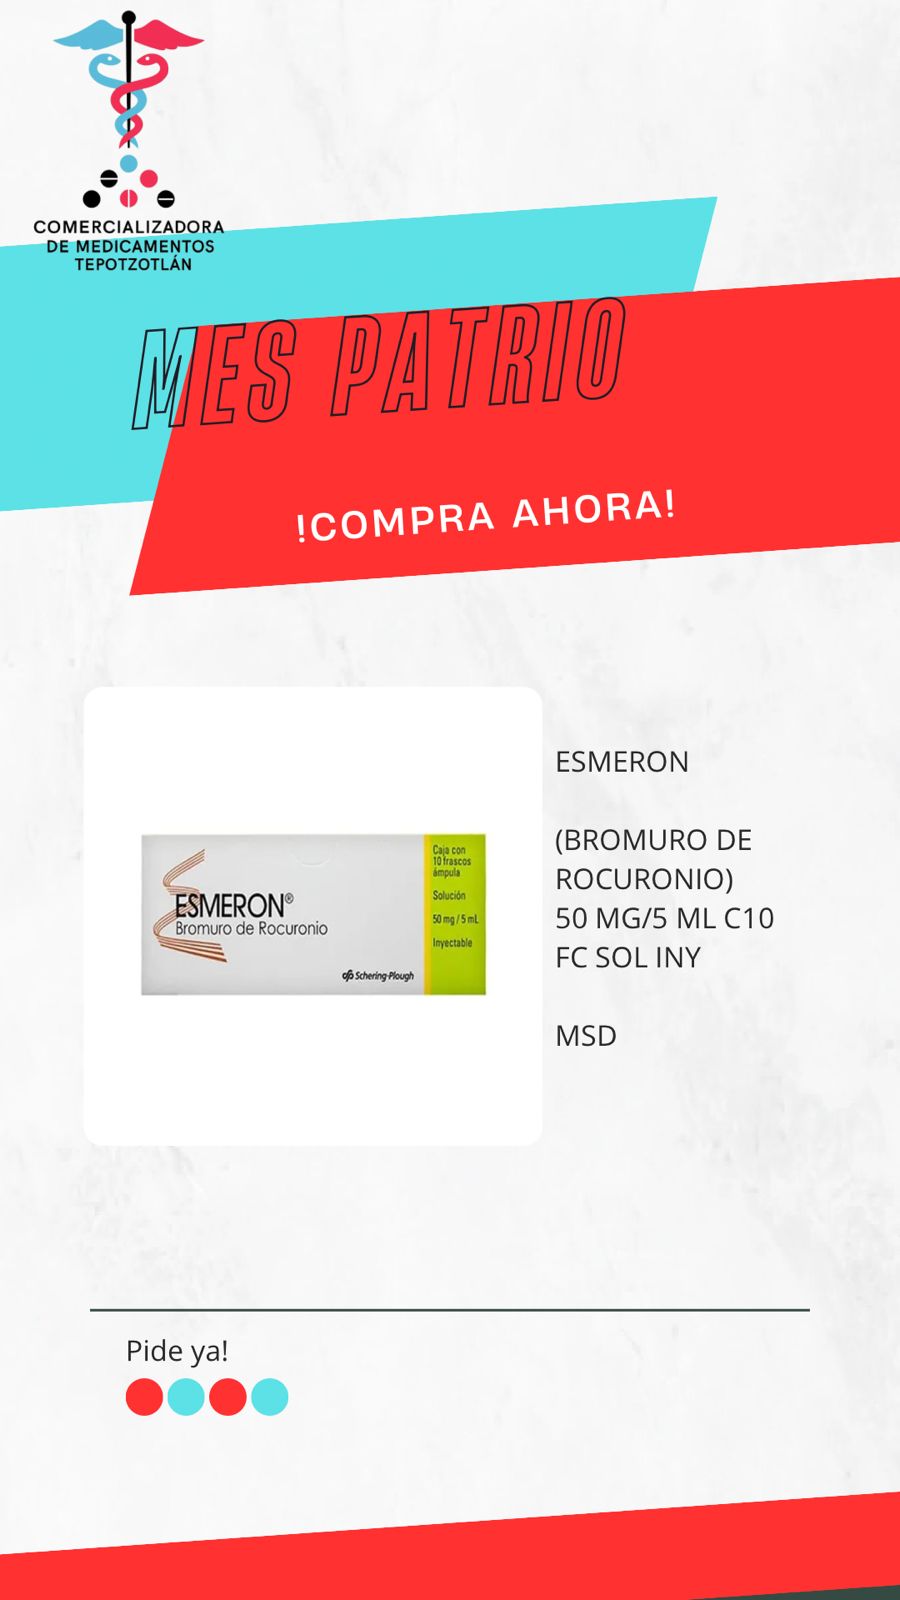 COMERCIALIZADORA
DE MEDICAMENTOS
TEPOTZOTLÁN
MES PATRIO
!COMPRA AHORA!
ESMERON®
Bromuro de Rocuronio
Schering-Plough
Caja con
10 frascos
ámpula
Solución
50 mg / 5 mL
Inyectable
ESMERON
(BROMURO DE
ROCURONIO)
50 MG/5 ML C10
FC SOL INY
MSD
Pide ya!